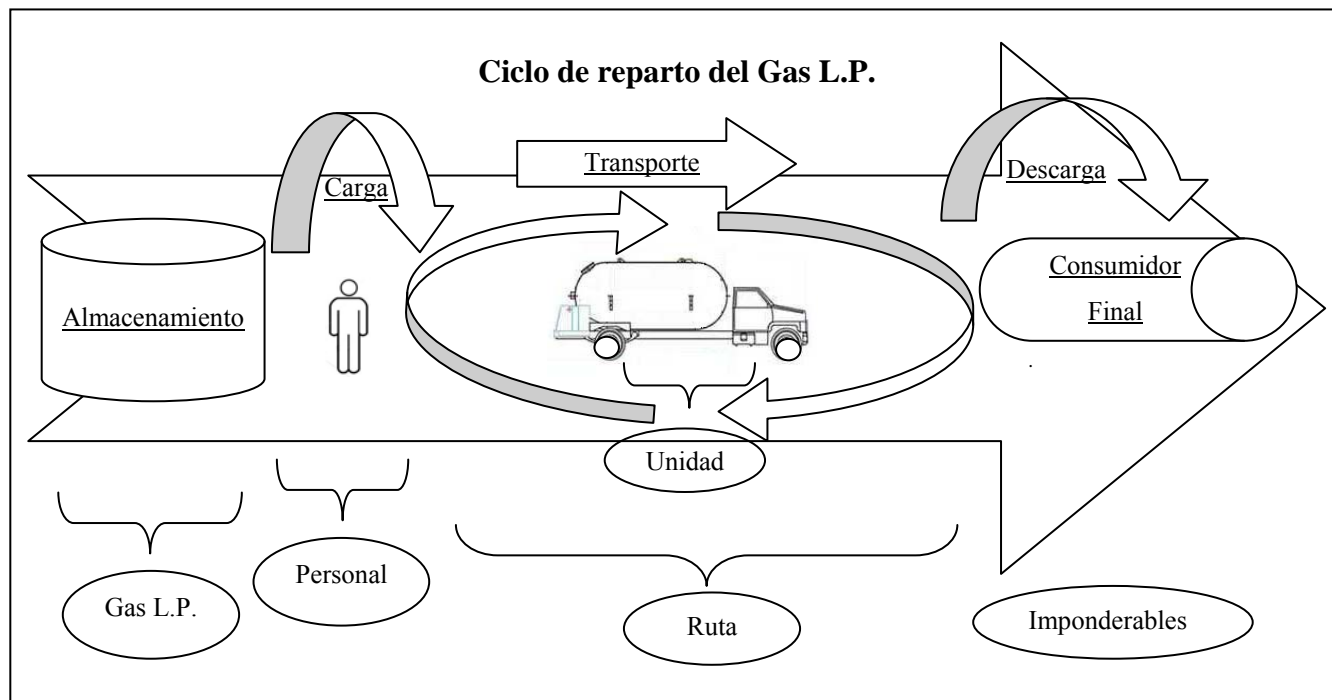 Ciclo de reparto del Gas L.P.
Transporte
Carga
Descarga
Almacenamiento
Consumidor
Final
Unidad
Personal
Gas L.P.
Ruta
Imponderables